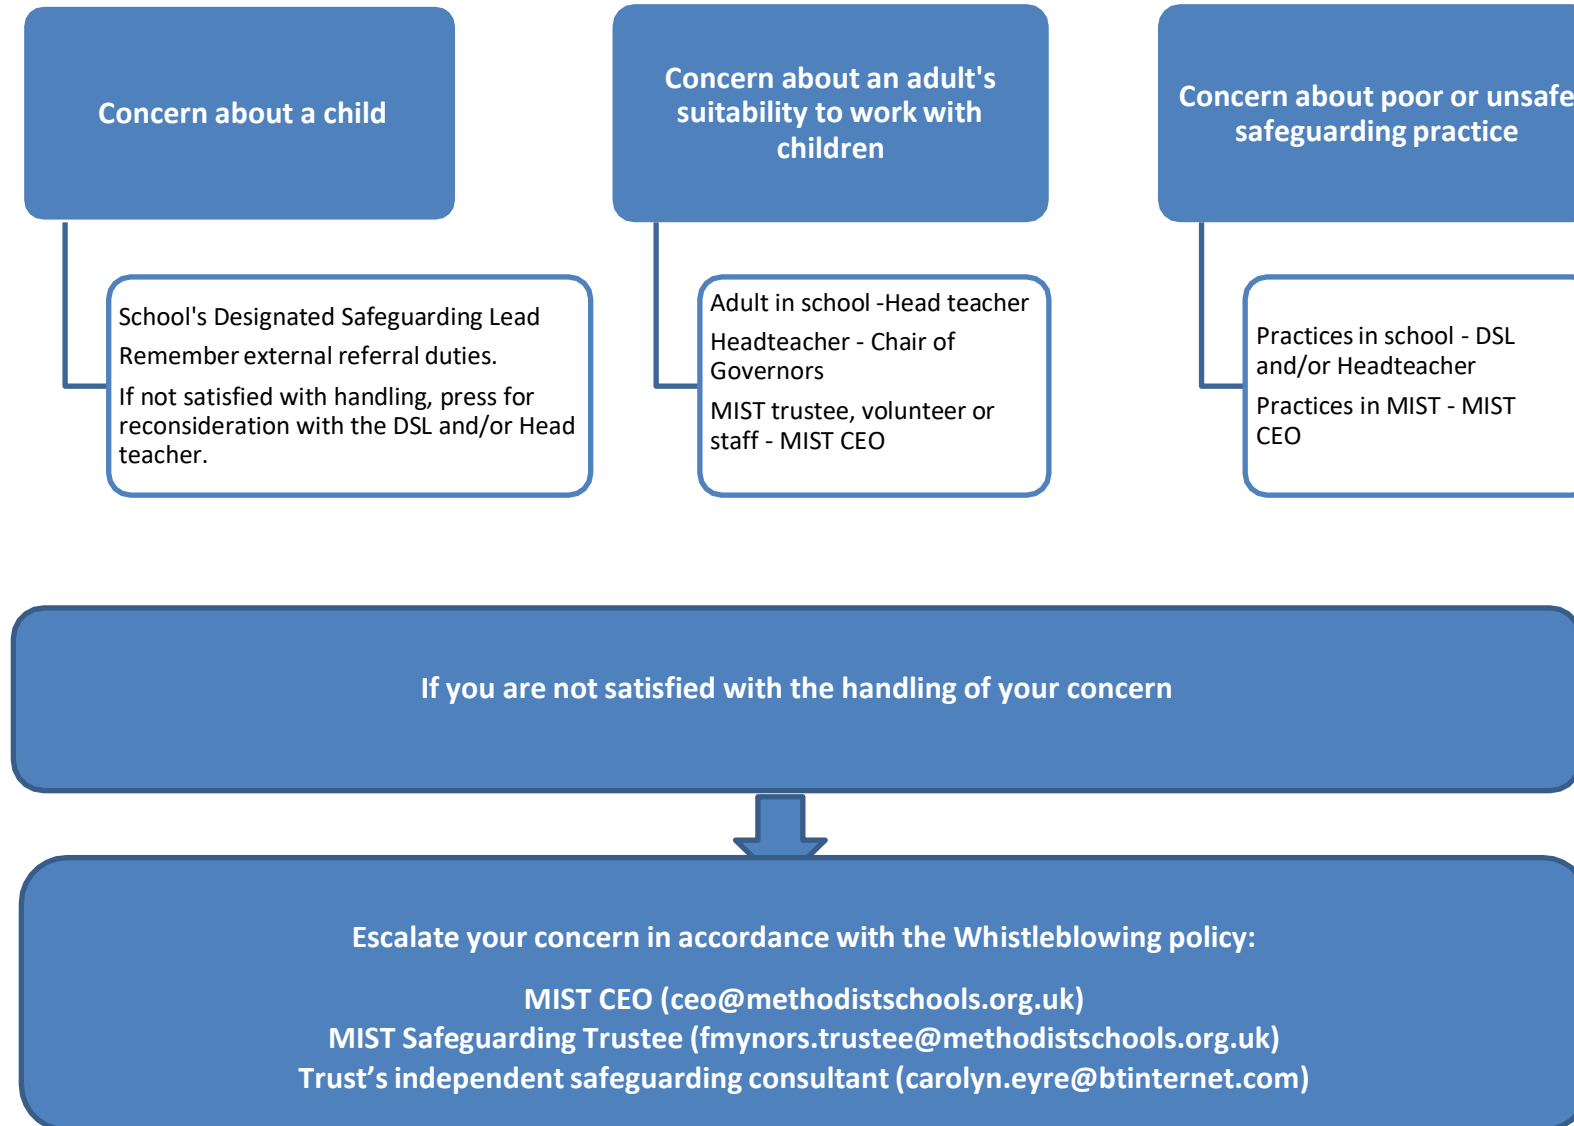 Concern about a child
Concern about an adult's
suitability to work with
children
Concern about poor or unsafe
safeguarding practice
School's Designated Safeguarding Lead
Remember external referral duties.
If not satisfied with handling, press for
reconsideration with the DSL and/or Head
teacher.
Adult in school -Head teacher
Headteacher - Chair of
Governors
MIST trustee, volunteer or
staff - MIST CEO
Practices in school - DSL
and/or Headteacher
Practices in MIST - MIST
CEO
If you are not satisfied with the handling of your concern
Escalate your concern in accordance with the Whistleblowing policy:
MIST CEO (ceo@methodistschools.org.uk)
MIST Safeguarding Trustee (fmynors.trustee@methodistschools.org.uk)
Trust’s independent safeguarding consultant (carolyn.eyre@btinternet.com)